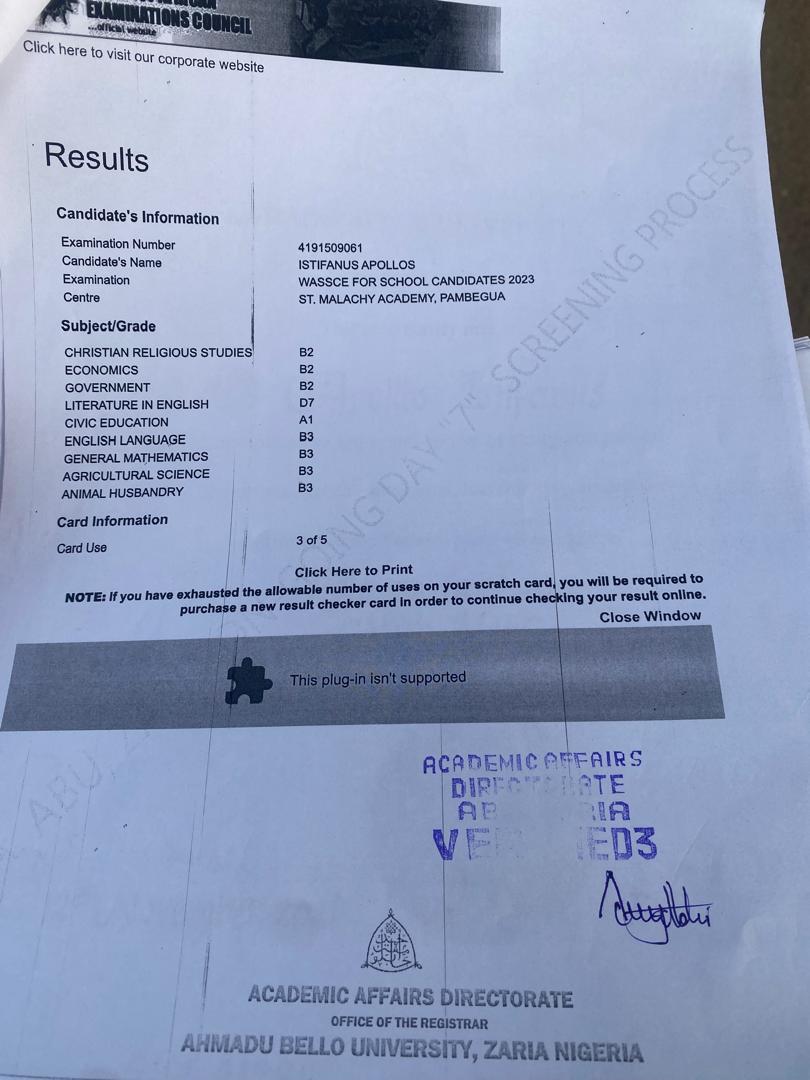 EXAMINATIONS COUNCIL
...official website
Click here to visit our corporate website
Results
Candidate's Information
Examination Number 4191509061
Candidate's Name ISTIFANUS APOLLOS
Examination WASSCE FOR SCHOOL CANDIDATES 2023
Centre ST. MALACHY ACADEMY, PAMBEGUA
Subject/Grade
CHRISTIAN RELIGIOUS STUDIES B2
ECONOMICS B2
GOVERNMENT B2
LITERATURE IN ENGLISH D7
CIVIC EDUCATION A1
ENGLISH LANGUAGE B3
GENERAL MATHEMATICS B3
AGRICULTURAL SCIENCE B3
ANIMAL HUSBANDRY B3
Card Information
Card Use 3 of 5
Click Here to Print
NOTE: If you have exhausted the allowable number of uses on your scratch card, you will be required to
purchase a new result checker card in order to continue checking your result online.
Close Window
This plug-in isn't supported
ABU, GOING DAY "7" SCREENING PROCESS
ACADEMIC AFFAIRS
ACADEMIC AFFAIRS DIRECTORATE
OFFICE OF THE REGISTRAR
AHMADU BELLO UNIVERSITY, ZARIA NIGERIA